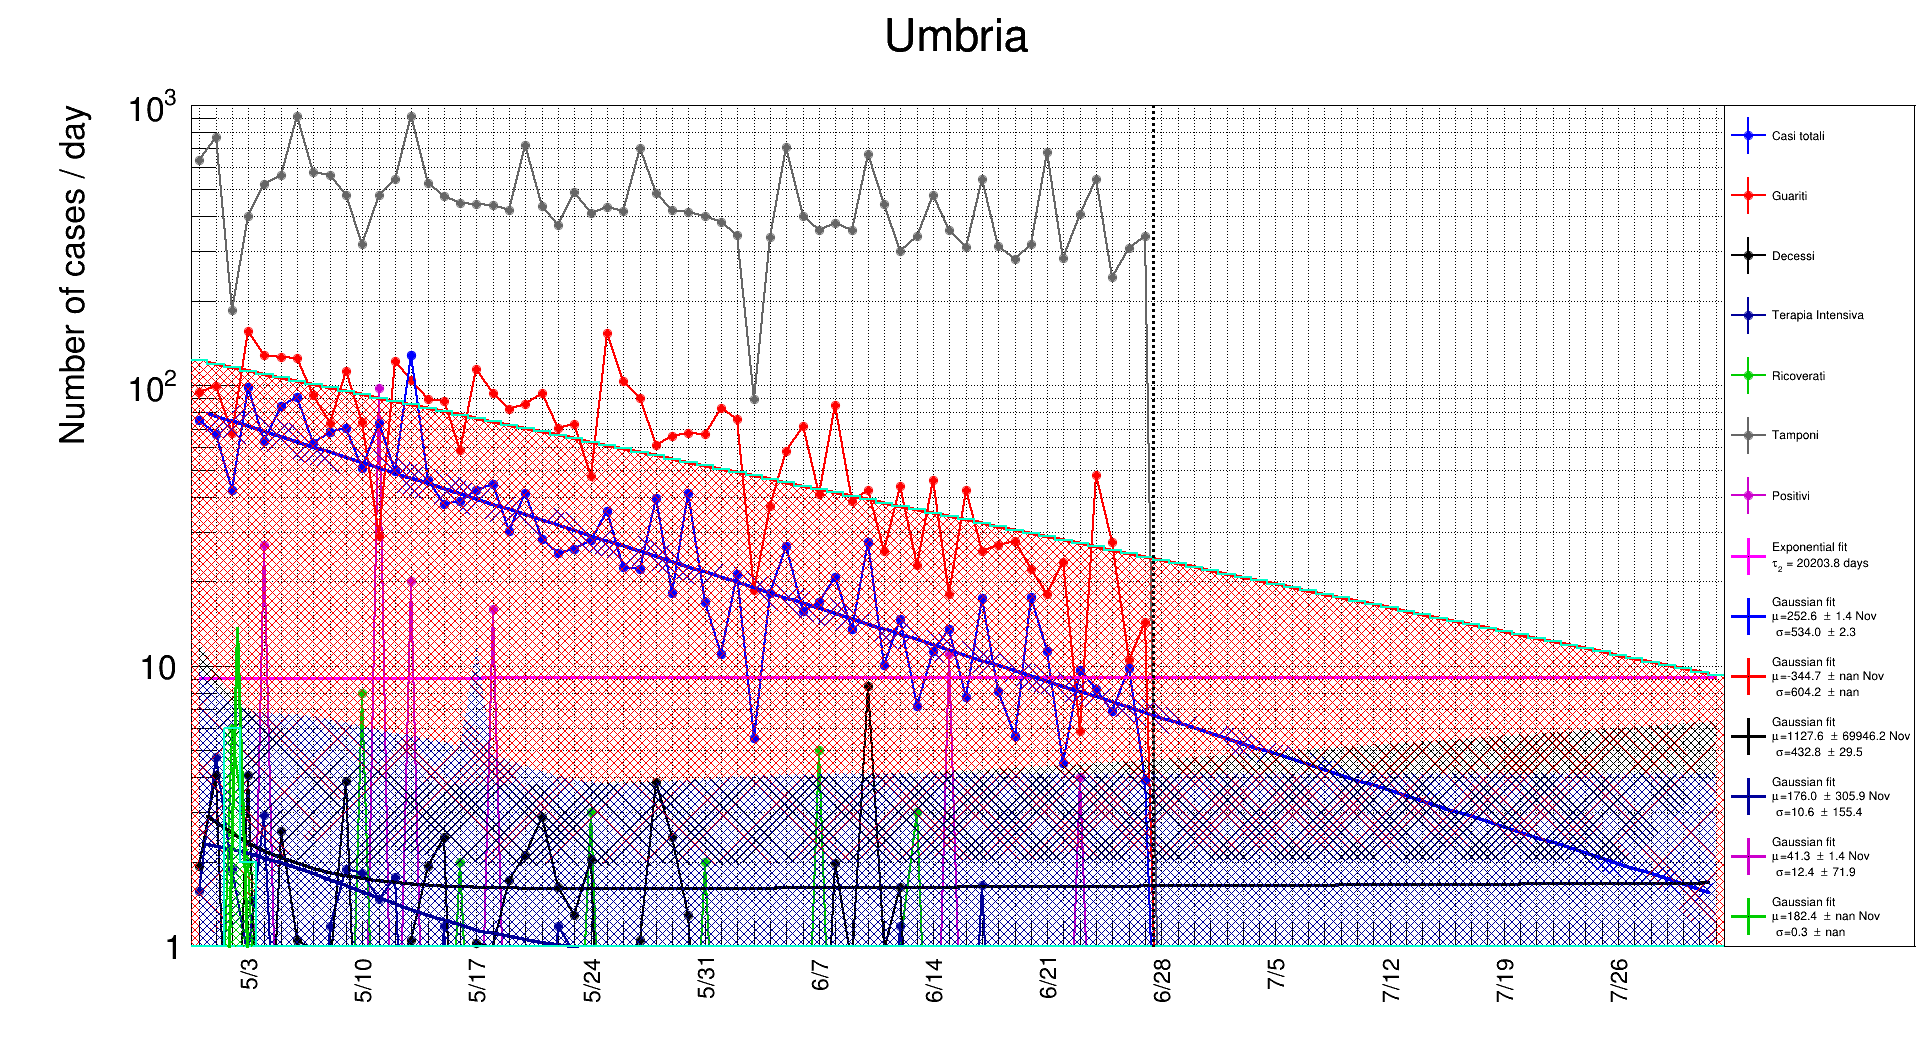 Umbria
Number of cases / day
10³
10²
10
1
5/3
5/10
5/17
5/24
5/31
6/7
6/14
6/21
6/28
7/5
7/12
7/19
7/26
Casi totali
Guariti
Decessi
Terapia Intensiva
Ricoverati
Tamponi
Positivi
Exponential fit
τ₂ = 20203.8 days
Gaussian fit
μ=252.6 ± 1.4 Nov
σ=534.0 ± 2.3
Gaussian fit
μ=-344.7 ± nan Nov
σ=604.2 ± nan
Gaussian fit
μ=1127.6 ± 69946.2 Nov
σ=432.8 ± 29.5
Gaussian fit
μ=176.0 ± 305.9 Nov
σ=10.6 ± 155.4
Gaussian fit
μ=41.3 ± 1.4 Nov
σ=12.4 ± 71.9
Gaussian fit
μ=182.4 ± nan Nov
σ=0.3 ± nan